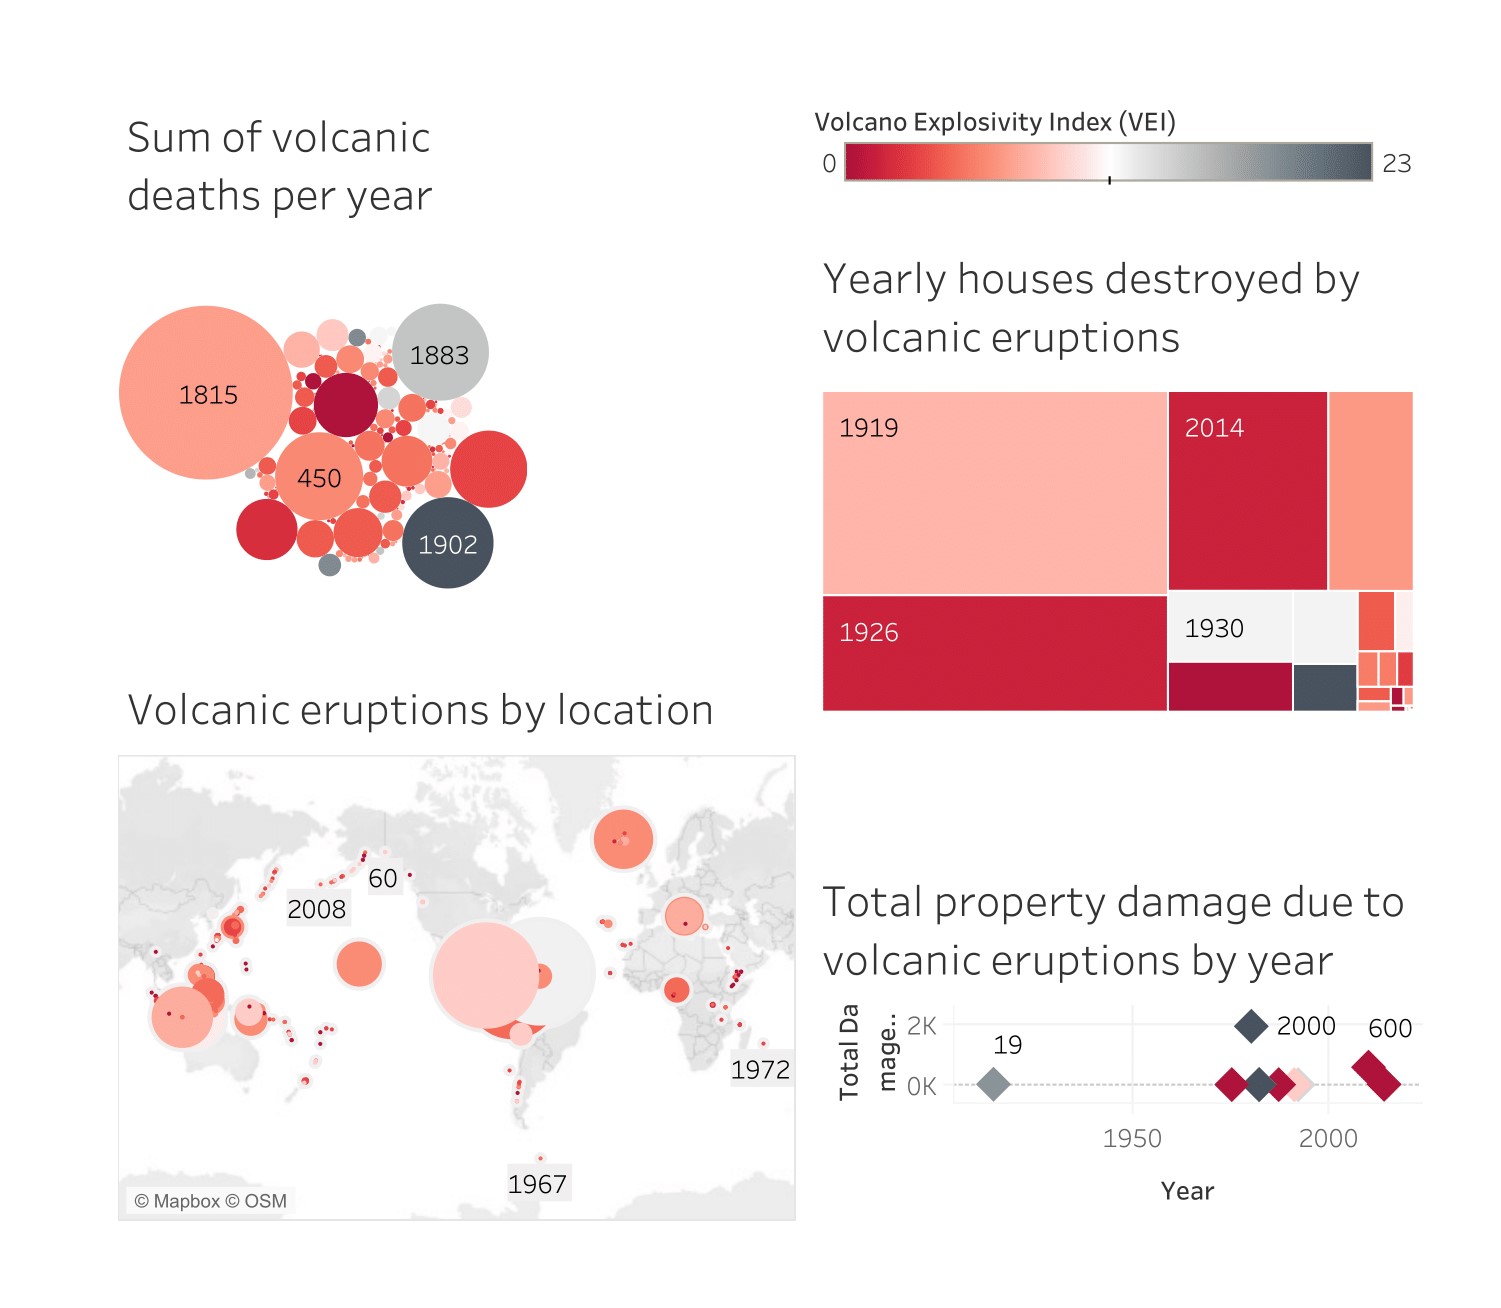 Sum of volcanic
deaths per year
1815
1883
450
1902
Volcano Explosivity Index (VEI)
0
23
Yearly houses destroyed by
volcanic eruptions
1919
2014
1926
1930
Volcanic eruptions by location
60
2008
1972
1967
© Mapbox © OSM
Total property damage due to
volcanic eruptions by year
Total Da
mage..
2K
0K
19
2000
600
1950
2000
Year